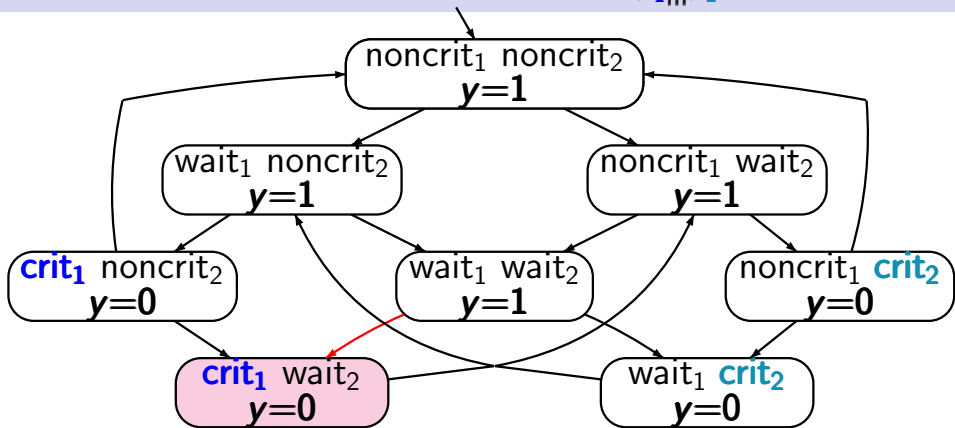 noncrit₁ noncrit₂
y=1
wait₁ noncrit₂
y=1
noncrit₁ wait₂
y=1
crit₁ noncrit₂
y=0
wait₁ wait₂
y=1
noncrit₁ crit₂
y=0
crit₁ wait₂
y=0
wait₁ crit₂
y=0